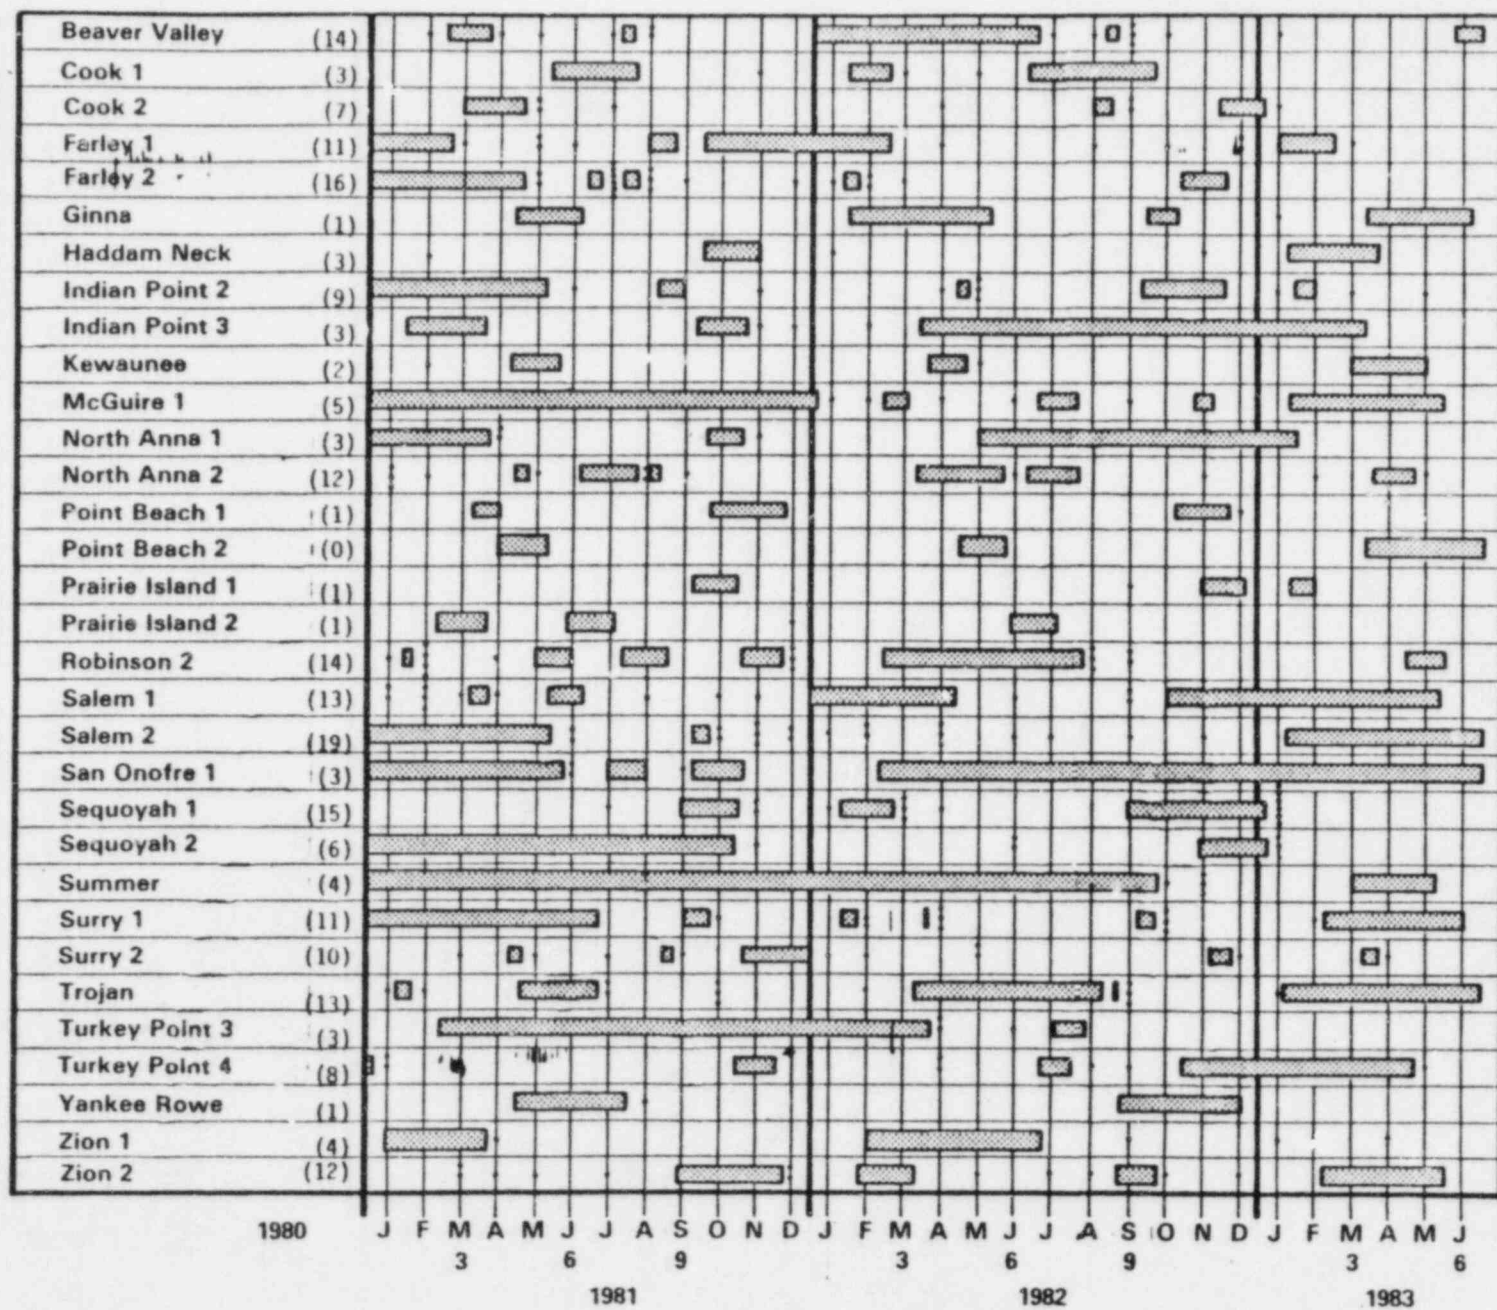 Beaver Valley (14)
Cook 1 (3)
Cook 2 (7)
Farley 1 (11)
Farley 2 (16)
Ginna (1)
Haddam Neck (3)
Indian Point 2 (9)
Indian Point 3 (3)
Kewaunee (2)
McGuire 1 (5)
North Anna 1 (3)
North Anna 2 (12)
Point Beach 1 (1)
Point Beach 2 (0)
Prairie Island 1 (1)
Prairie Island 2 (1)
Robinson 2 (14)
Salem 1 (13)
Salem 2 (19)
San Onofre 1 (3)
Sequoyah 1 (15)
Sequoyah 2 (6)
Summer (4)
Surry 1 (11)
Surry 2 (10)
Trojan (13)
Turkey Point 3 (3)
Turkey Point 4 (8)
Yankee Rowe (1)
Zion 1 (4)
Zion 2 (12)
1980 J F M A M J J A S O N D J F M A M J J A S O N D J F M A M J
3 6 9 3 6 9 3 6
1981 1982 1983